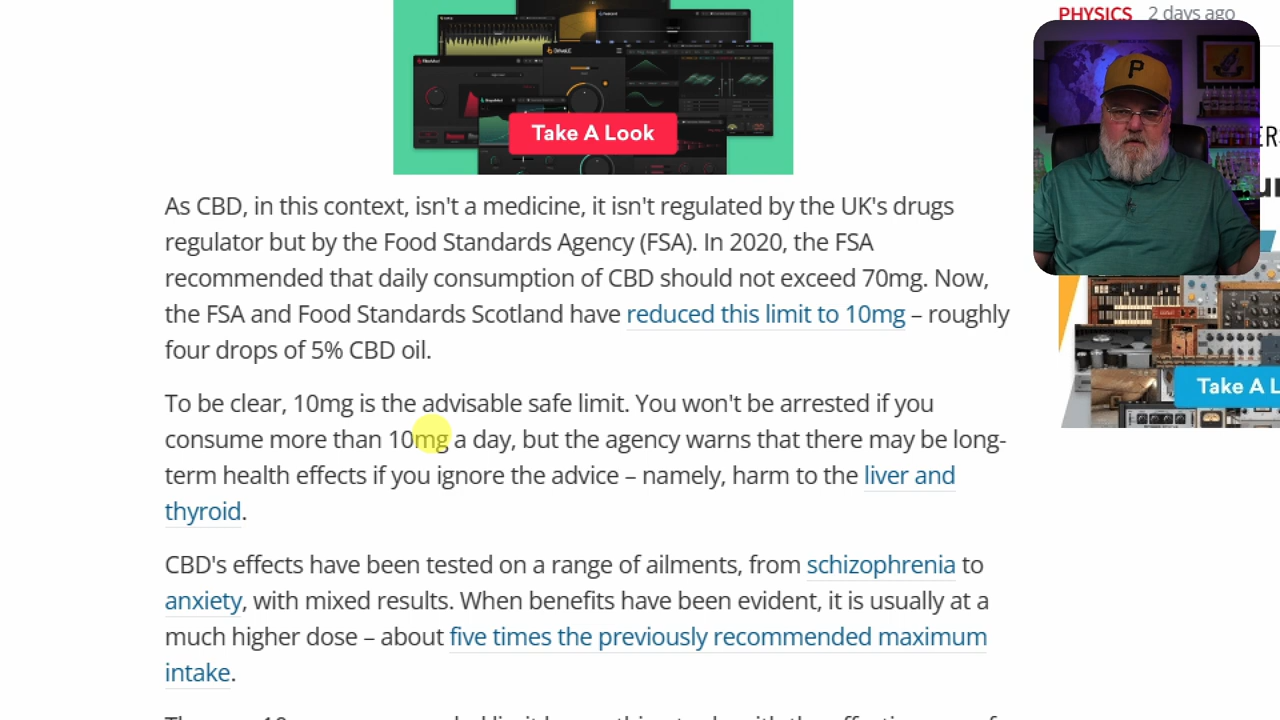 PHYSICS 2 days ago
Take A Look
As CBD, in this context, isn't a medicine, it isn't regulated by the UK's drugs
regulator but by the Food Standards Agency (FSA). In 2020, the FSA
recommended that daily consumption of CBD should not exceed 70mg. Now,
the FSA and Food Standards Scotland have reduced this limit to 10mg – roughly
four drops of 5% CBD oil.
Take A L
To be clear, 10mg is the advisable safe limit. You won't be arrested if you
consume more than 10mg a day, but the agency warns that there may be long-
term health effects if you ignore the advice – namely, harm to the liver and
thyroid.
CBD's effects have been tested on a range of ailments, from schizophrenia to
anxiety, with mixed results. When benefits have been evident, it is usually at a
much higher dose – about five times the previously recommended maximum
intake.